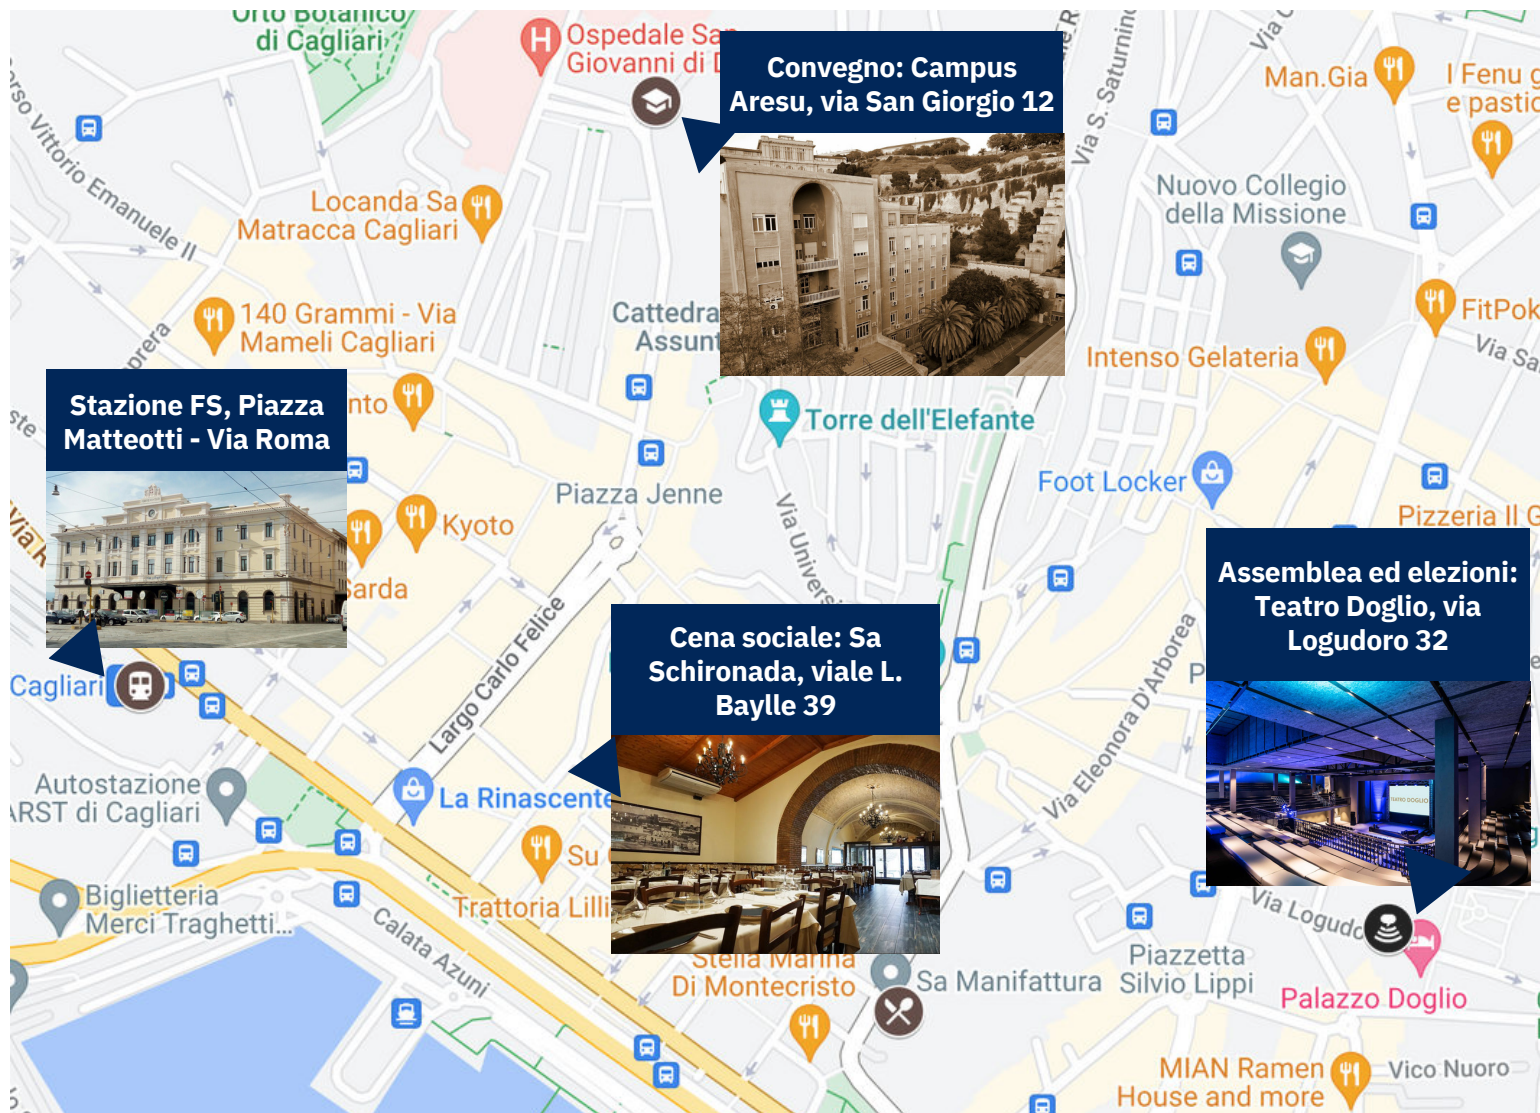 Orto Botanico
di Cagliari
Ospedale San
Giovanni di
Convegno: Campus
Aresu, via San Giorgio 12
Via S. Saturnino
Man.Gia
I Fenu
e pastic
Corso Vittorio Emanuele II
Locanda Sa
Matracca Cagliari
Nuovo Collegio
della Missione
140 Grammi - Via
Mameli Cagliari
Cattedra
Assunt
FitPok
Via Sa
Intenso Gelateria
Stazione FS, Piazza
Matteotti - Via Roma
nto
Torre dell'Elefante
Foot Locker
Piazza Jenne
Via Universi
Kyoto
Sarda
Pizzeria Il G
Via R
Assemblea ed elezioni:
Teatro Doglio, via
Logudoro 32
TEATRO DOGLIO
Cena sociale: Sa
Schironada, viale L.
Baylle 39
Largo Carlo Felice
Via Eleonora D'Arborea
Cagliari
Autostazione
ARST di Cagliari
La Rinascente
Su
Trattoria Lilli
Biglietteria
Merci Traghetti...
Calata Azuni
Via Logudo
Stella Marina
Di Montecristo
Sa Manifattura
Piazzetta
Silvio Lippi
Palazzo Doglio
MIAN Ramen
House and more
Vico Nuoro